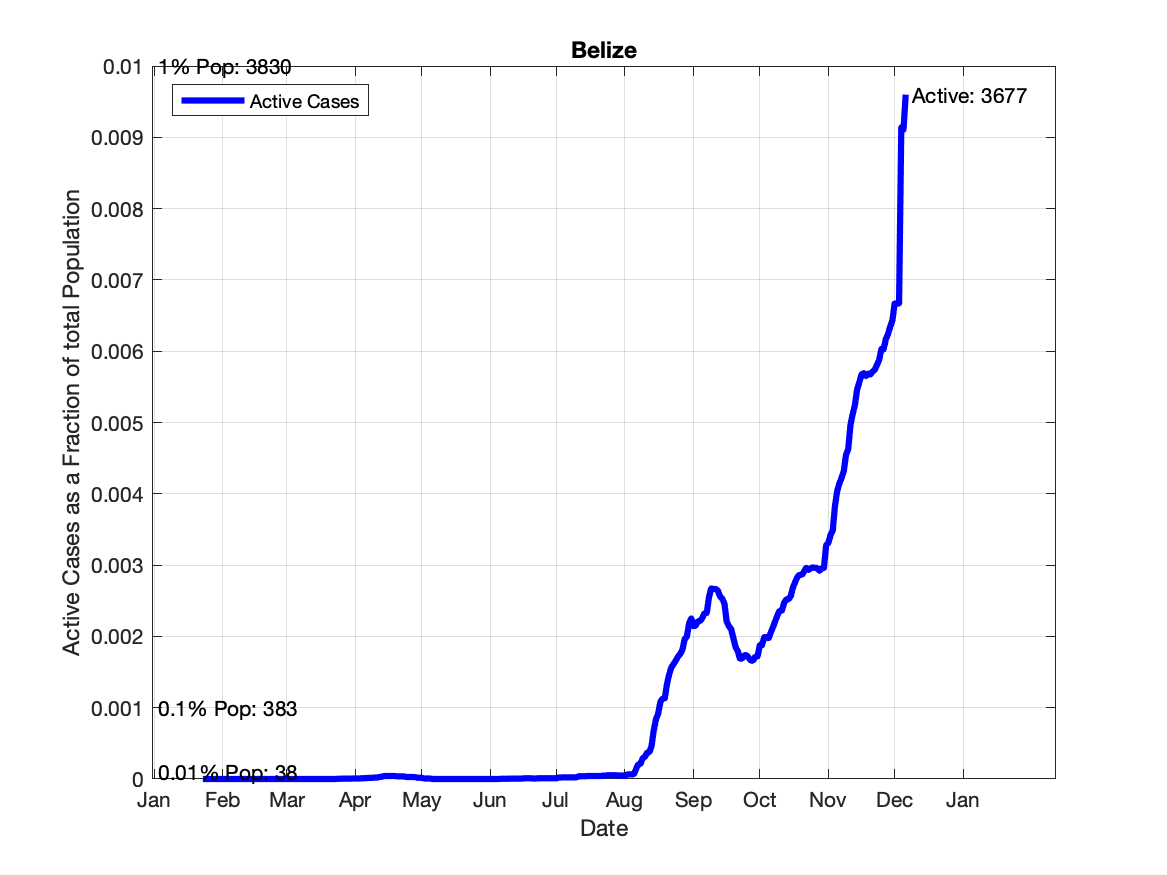 Belize
1% Pop: 3830
Active Cases
Active: 3677
0.1% Pop: 383
0.01% Pop: 38
0.01
0.009
0.008
0.007
0.006
0.005
0.004
0.003
0.002
0.001
0
Active Cases as a Fraction of total Population
Jan Feb Mar Apr May Jun Jul Aug Sep Oct Nov Dec Jan
Date